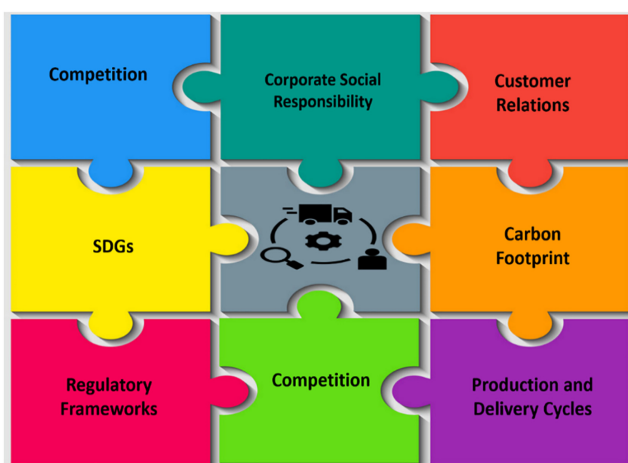 Competition
Corporate Social
Responsibility
Customer
Relations
SDGs
Carbon
Footprint
Regulatory
Frameworks
Competition
Production and
Delivery Cycles